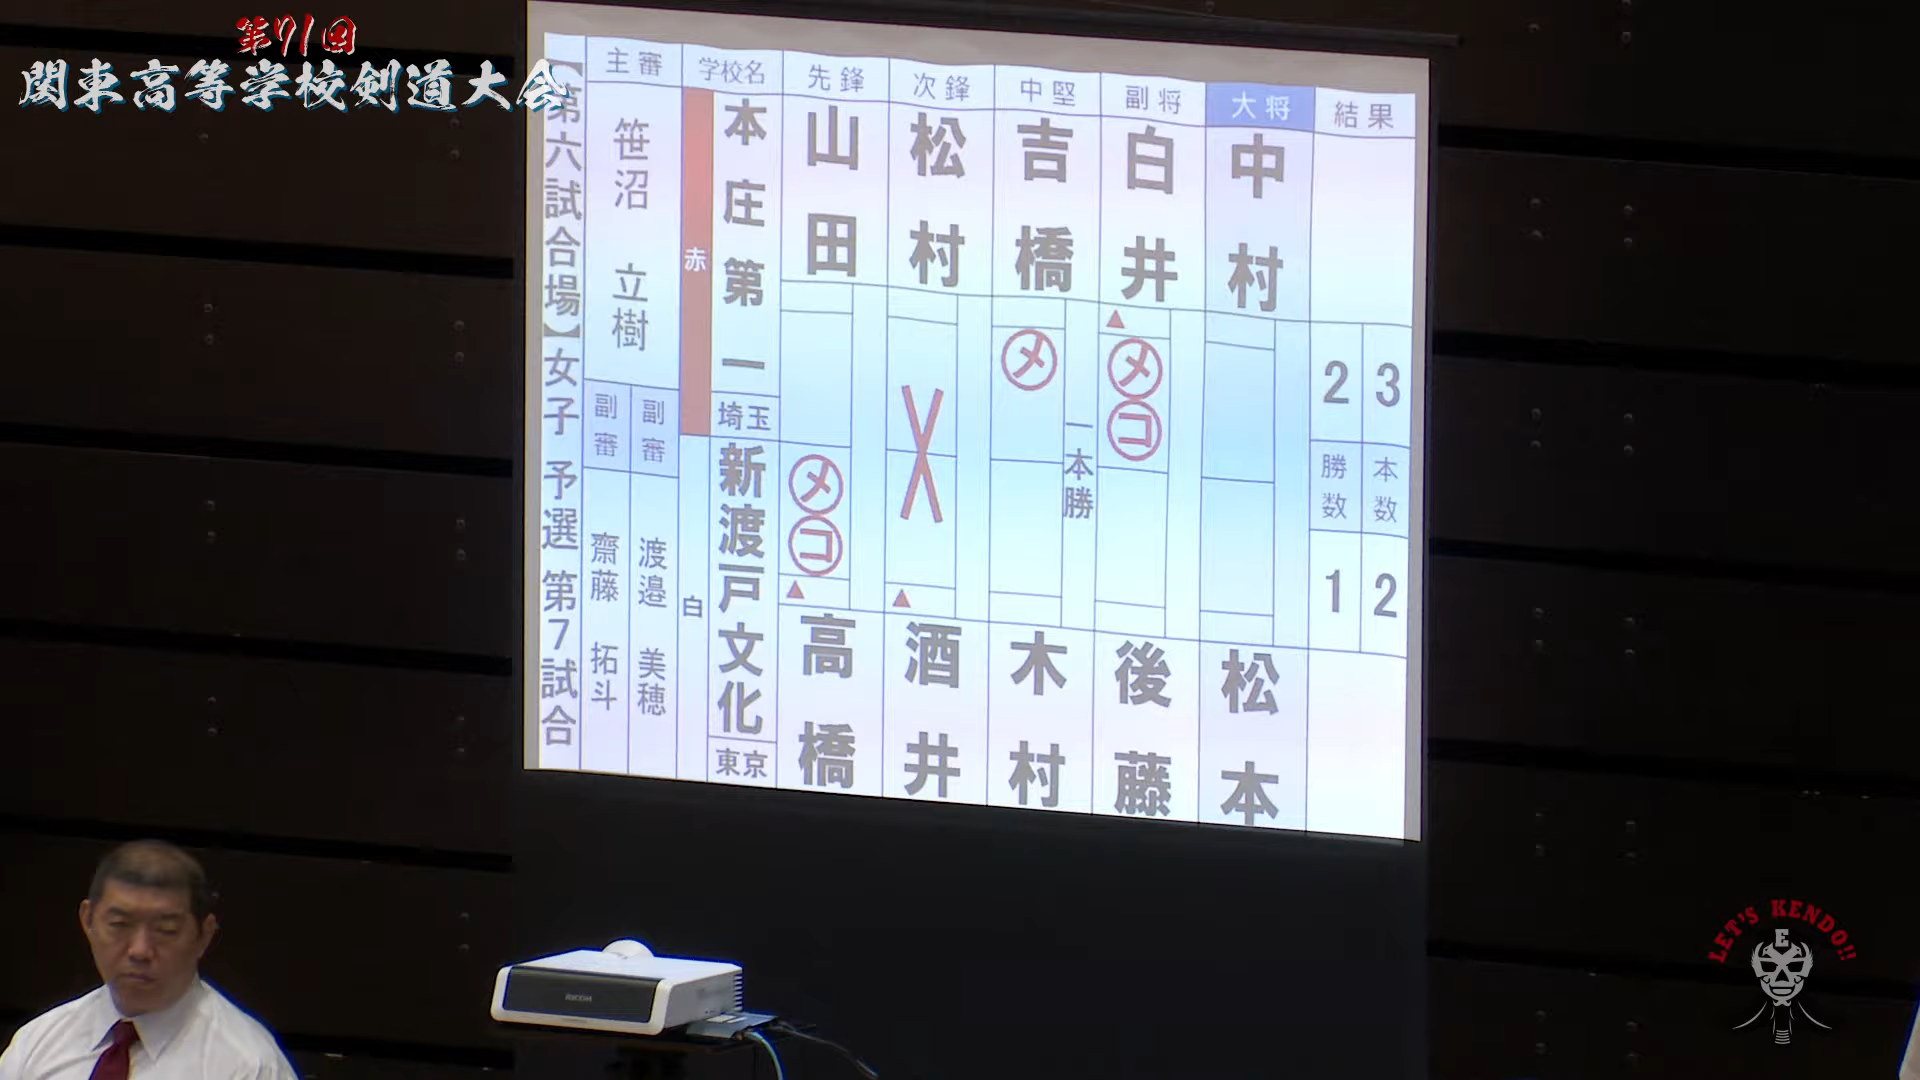 第71回
関東高等学校剣道大会
【第六試合場】女子 予選 第7試合
主審
笹沼 立樹
副審
副審
齋藤 拓斗
渡邉 美穂
学校名
先鋒
次鋒
中堅
副将
大将
結果
赤
本庄第一
埼玉
山田
松村
吉橋
白井
中村
▲
メ
メ
コ
一本勝
2
3
勝数
本数
メ
コ
▲
▲
1
2
白
新渡戸文化
東京
高橋
酒井
木村
後藤
松本
RICOH
LET'S KENDO!!
E